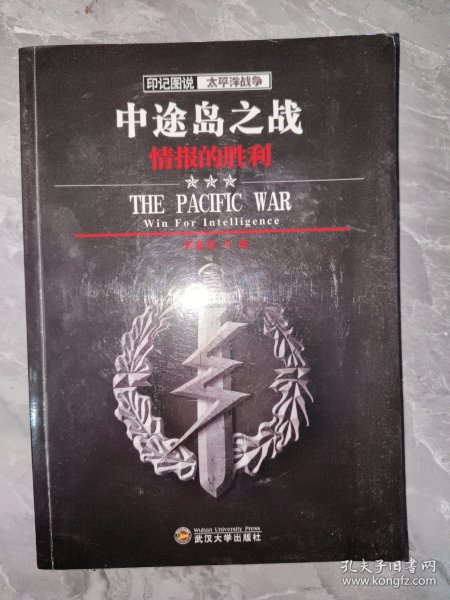 印记图说 太平洋战争
中途岛之战
情报的胜利
THE PACIFIC WAR
Win For Intelligence
Wuhan University Press
武汉大学出版社
孔夫子旧书网
www.kongfz.com